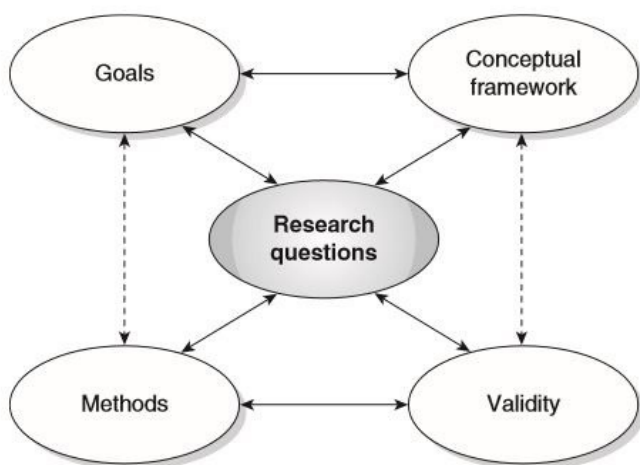 Goals
Conceptual
framework
Research
questions
Methods
Validity